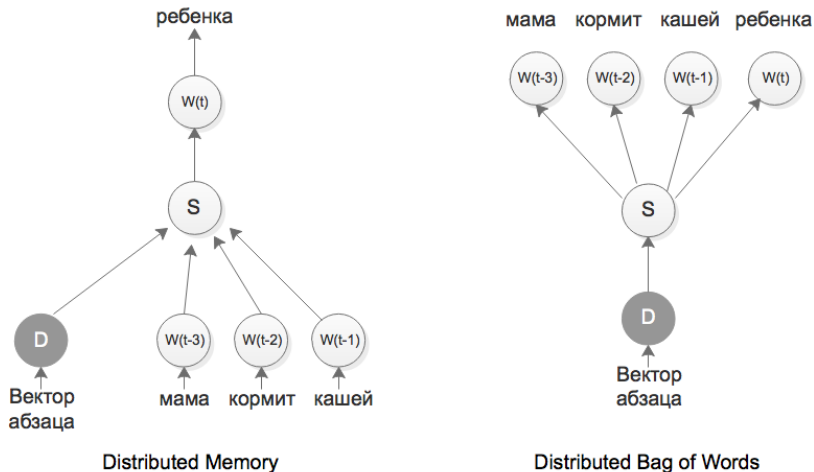 ребенка
W(t)
S
D
W(t-3)
W(t-2)
W(t-1)
Вектор
абзаца
мама
кормит
кашей
Distributed Memory
мама
кормит
кашей
ребенка
W(t-3)
W(t-2)
W(t-1)
W(t)
S
D
Вектор
абзаца
Distributed Bag of Words